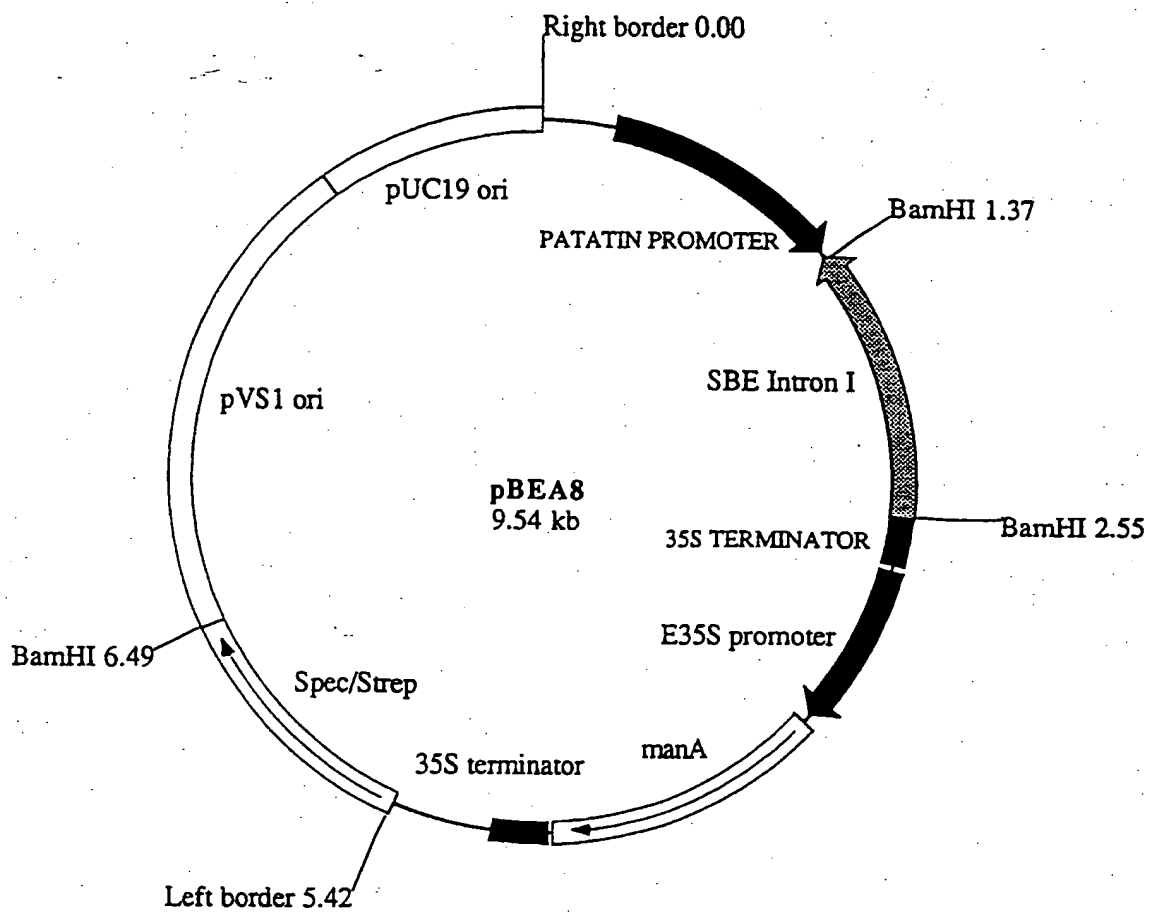 Right border 0.00
pUC19 ori
PATATIN PROMOTER
BamHI 1.37
SBE Intron I
pVS1 ori
pBEA8
9.54 kb
35S TERMINATOR
BamHI 2.55
E35S promoter
BamHI 6.49
Spec/Strep
manA
35S terminator
Left border 5.42